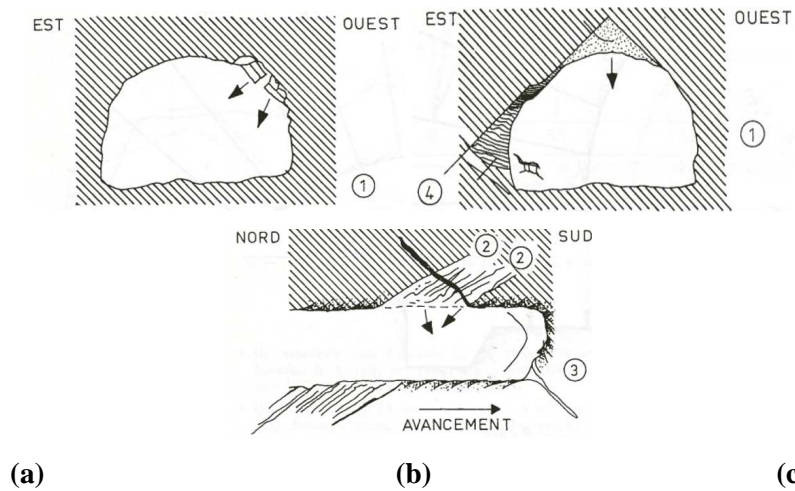 EST OUEST
1
EST OUEST
1
4
NORD SUD
2 2
3
AVANCEMENT
(a) (b) (c